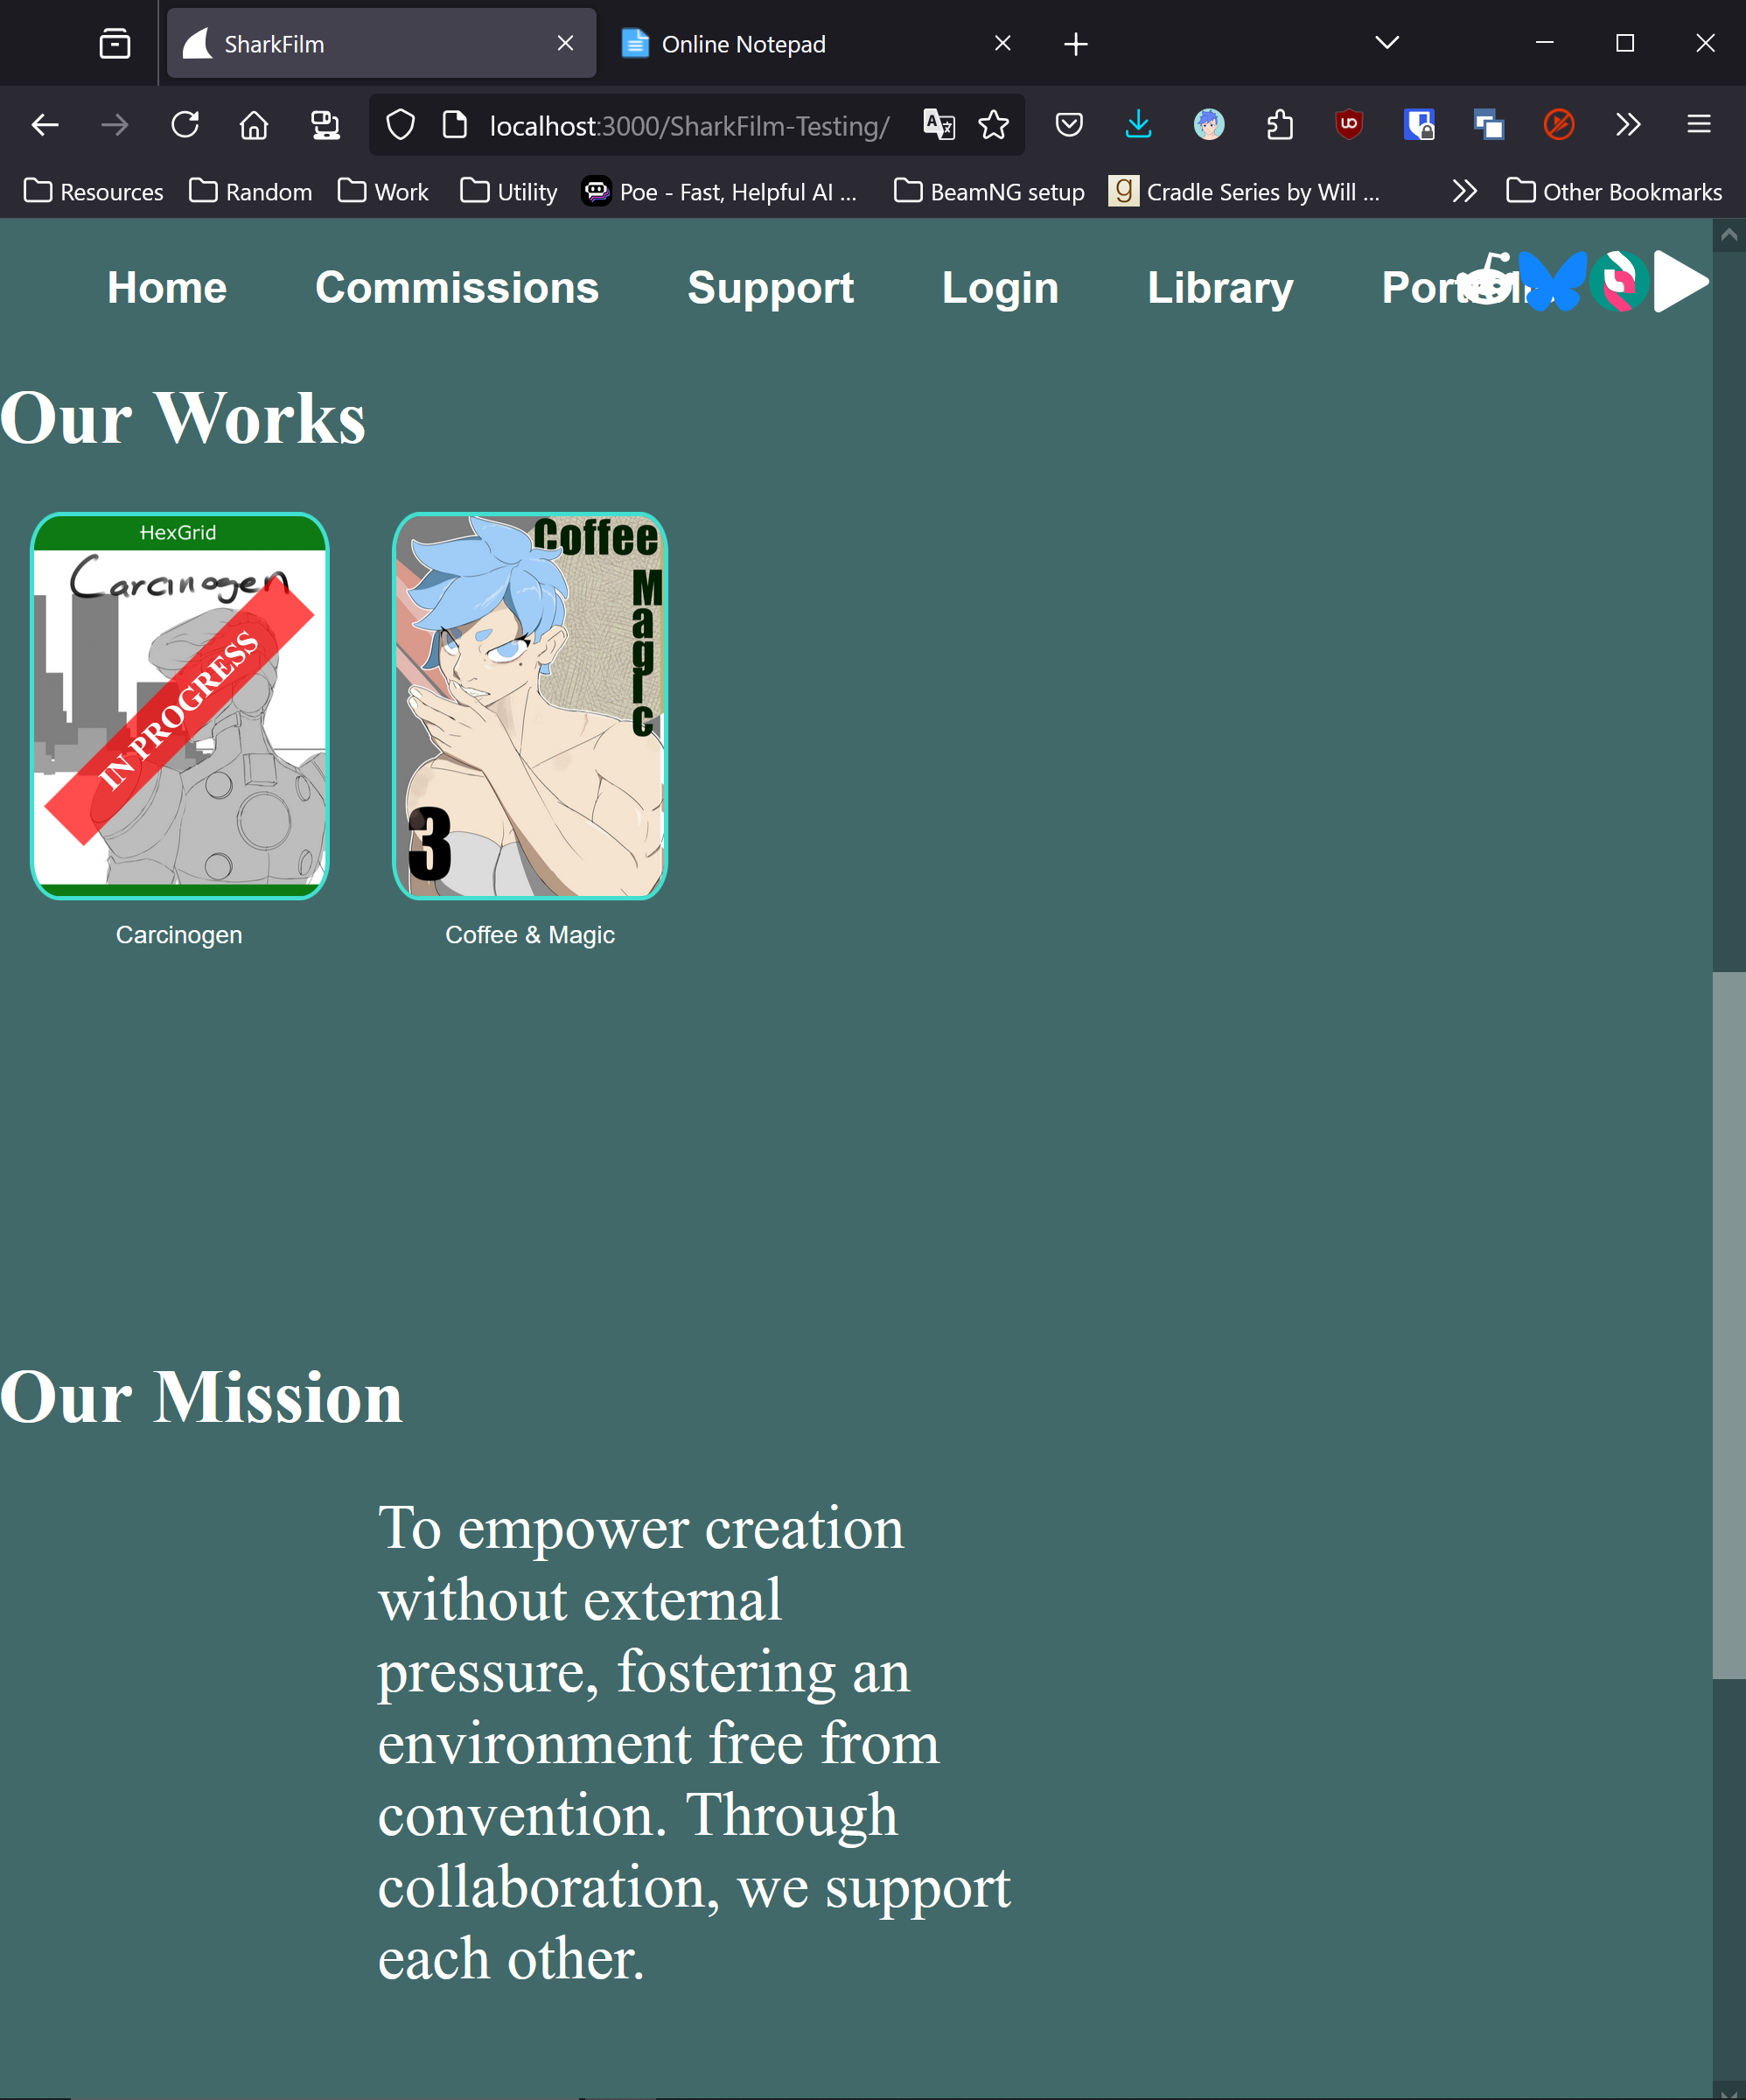 SharkFilm
Online Notepad
localhost:3000/SharkFilm-Testing/
Resources
Random
Work
Utility
Poe - Fast, Helpful AI ...
BeamNG setup
Cradle Series by Will ...
Other Bookmarks
Home
Commissions
Support
Login
Library
Our Works
HexGrid
Carcinogen
IN PROGRESS
Coffee
Magic
3
Carcinogen
Coffee & Magic
Our Mission
To empower creation
without external
pressure, fostering an
environment free from
convention. Through
collaboration, we support
each other.